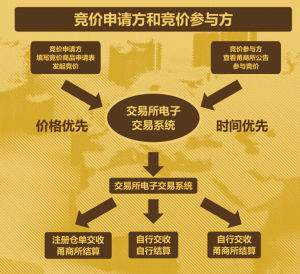 竞价申请方和竞价参与方
竞价申请方
填写竞价商品申请表
发起竞价
竞价参与方
查看甬商所公告
参与竞价
价格优先
交易所电子
交易系统
时间优先
交易所电子交易系统
注册仓单交收
甬商所结算
自行交收
自行结算
自行交收
甬商所结算